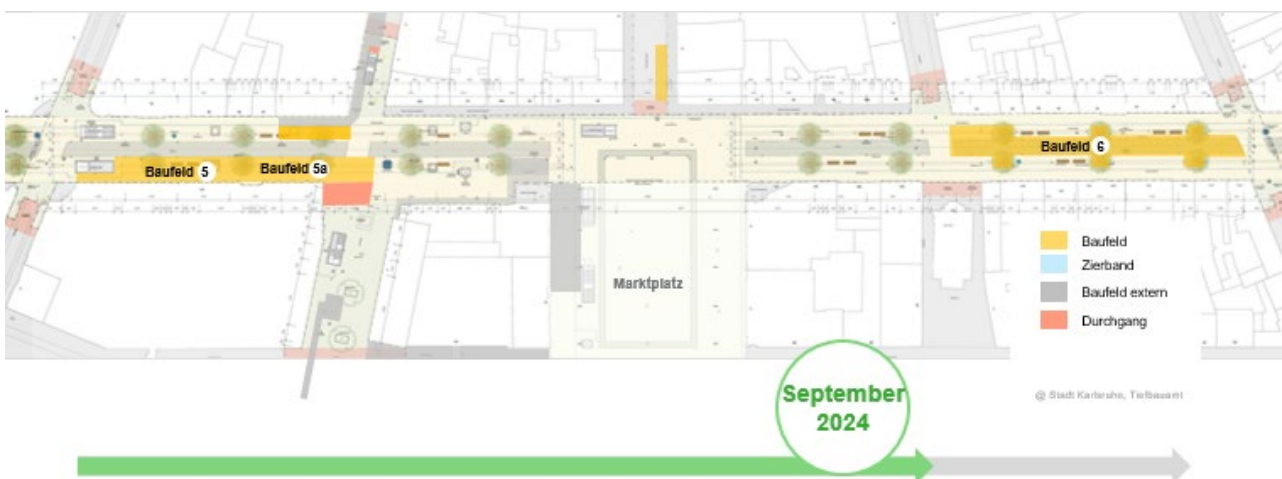 Baufeld 5
Baufeld 5a
Baufeld 6
Marktplatz
Baufeld
Zierband
Baufeld extern
Durchgang
@ Stadt Karlsruhe, Tiefbauamt
September
2024